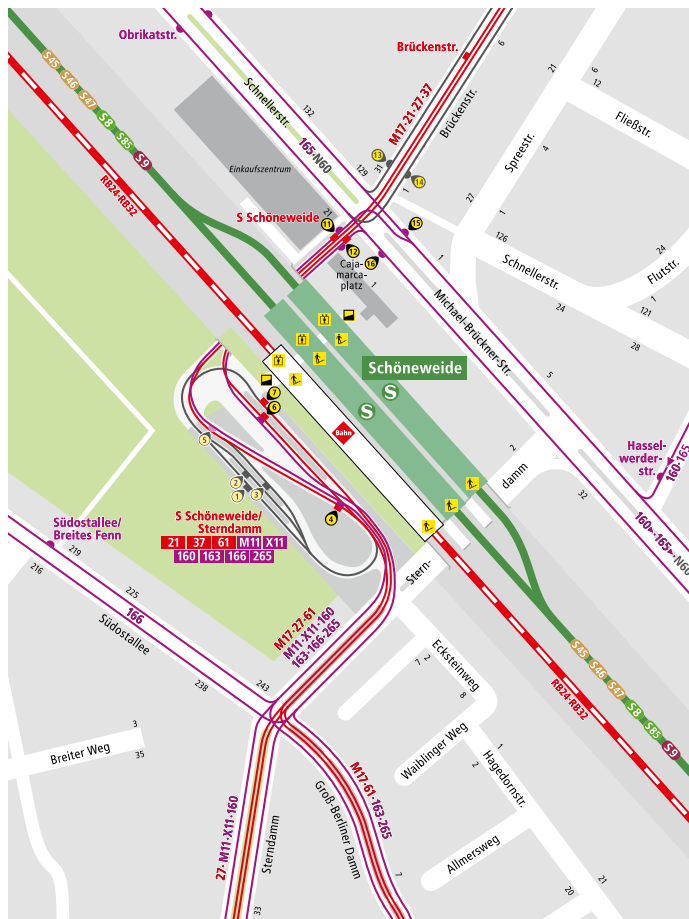 Obrikatstr.
Brückenstr.
6
S45
S46
S47
S8
S85
S9
Schnellerstr.
132
M17·21·27·37
Brückenstr.
21
6
12
Fließstr.
Spreestr.
4
165·N60
Einkaufszentrum
129
31
13
14
1
RB24·RB32
S Schöneweide
21
11
12
15
16
Caja-
marca-
platz
1
27
1
126
1
Schnellerstr.
24
Flutstr.
1
121
24
28
Michael-Brückner-Str.
5
Schöneweide
S
S
Bahn
7
6
5
2
1
3
4
2
damm
32
Hassel-
werder-
str.
160·165
160·165·N60
Südostallee/
Breites Fenn
219
216
S Schöneweide/
Sterndamm
21 37 61 M11 X11
160 163 166 265
225
166
Südostallee
238
243
M17·27·61
M11·X11·160
163·166·265
Stern-
7
2
Ecksteinweg
8
S45
S46
S47
S8
S85
S9
RB24·RB32
Breiter Weg
3
35
Waiblinger Weg
1
2
Hagedornstr.
27· M11·X11·160
Sterndamm
33
M17·61·163·265
Groß-Berliner Damm
7
Allmersweg
20
21